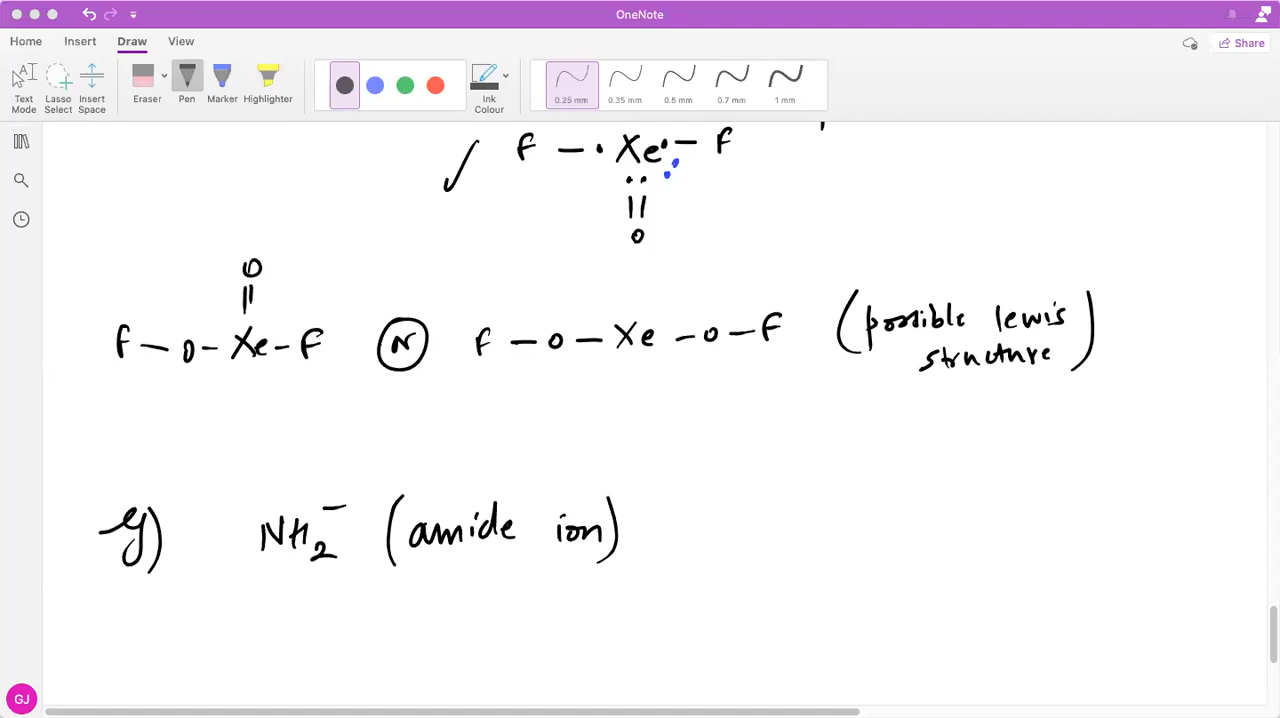 OneNote
Home Insert Draw View
Share
Text Mode
Lasso Select
Insert Space
Eraser
Pen
Marker
Highlighter
Ink Colour
0.25 mm
0.35 mm
0.5 mm
0.7 mm
1 mm
F — · Xe · — F
||
O
O
||
F — O — Xe — F or F — O — Xe — O — F (possible lewis
structure)
eg) NH₂⁻ (amide ion)
GJ